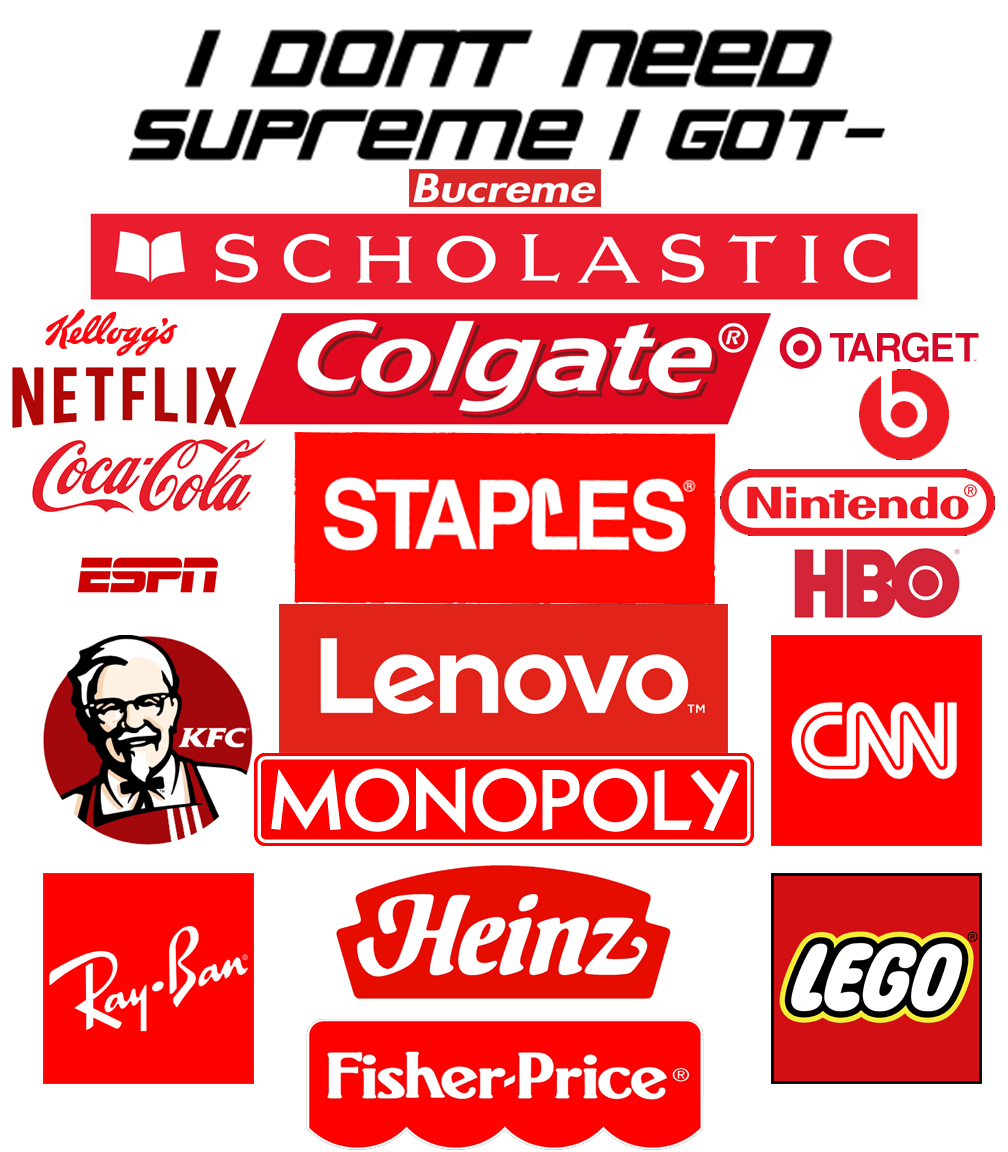 I DONT NEED
SUPREME I GOT-
Bucreme
SCHOLASTIC
Kellogg's
Colgate®
TARGET
NETFLIX
b
Coca-Cola
STAPLES®
Nintendo®
ESPN
HBO®
KFC
Lenovo™
CNN
MONOPOLY
Ray-Ban®
Heinz
LEGO®
Fisher-Price®